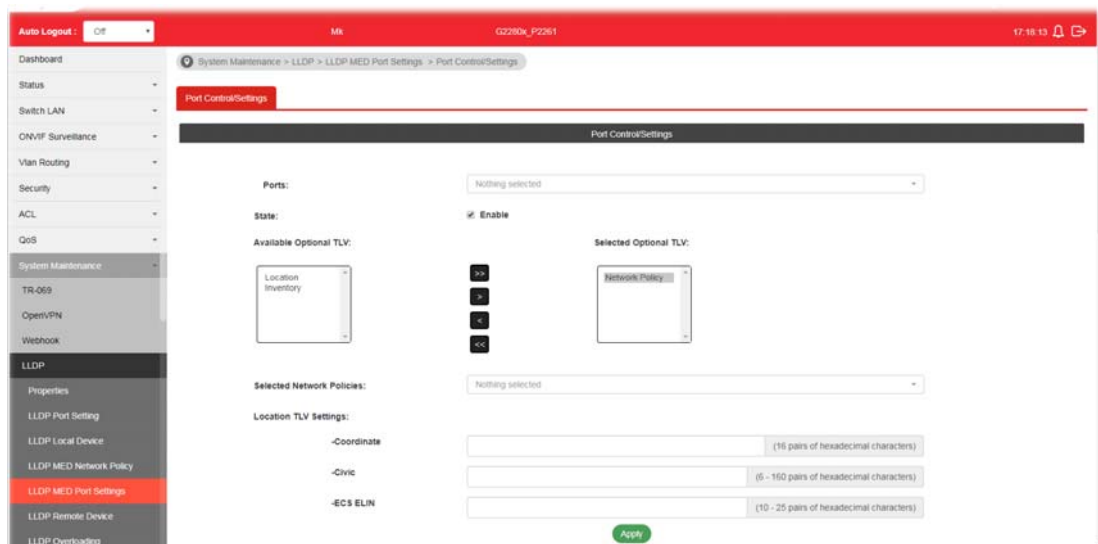 Auto Logout : Off Mk G2280x_P2261 17:18:13
Dashboard
Status
Switch LAN
ONVIF Surveillance
Vlan Routing
Security
ACL
QoS
System Maintenance
TR-069
OpenVPN
Webhook
LLDP
Properties
LLDP Port Setting
LLDP Local Device
LLDP MED Network Policy
LLDP MED Port Settings
LLDP Remote Device
LLDP Overloading
System Maintenance > LLDP > LLDP MED Port Settings > Port Control/Settings
Port Control/Settings
Port Control/Settings
Ports: Nothing selected
State: Enable
Available Optional TLV: Selected Optional TLV:
Location
Inventory
>>
>
<
<<
Network Policy
Selected Network Policies: Nothing selected
Location TLV Settings:
-Coordinate (16 pairs of hexadecimal characters)
-Civic (6 - 160 pairs of hexadecimal characters)
-ECS ELIN (10 - 25 pairs of hexadecimal characters)
Apply